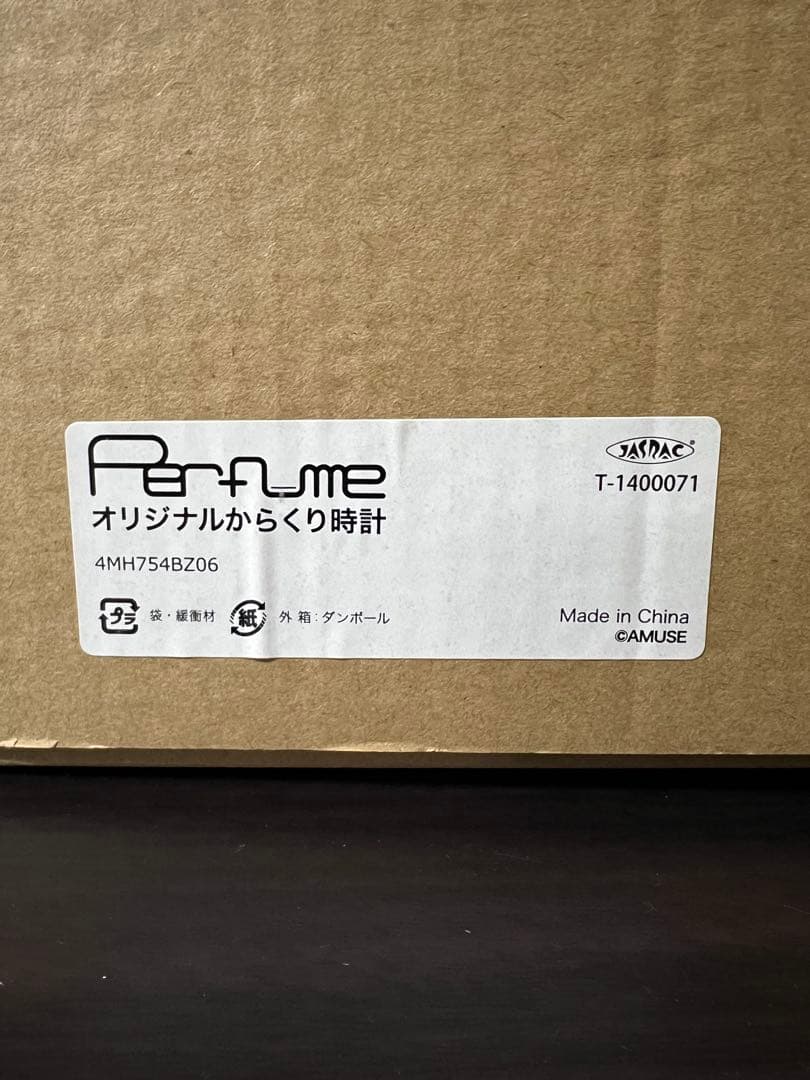 Perfume
JASRAC
T-1400071
オリジナルからくり時計
4MH754BZ06
プラ 袋・緩衝材 紙 外箱:ダンボール
Made in China
©AMUSE